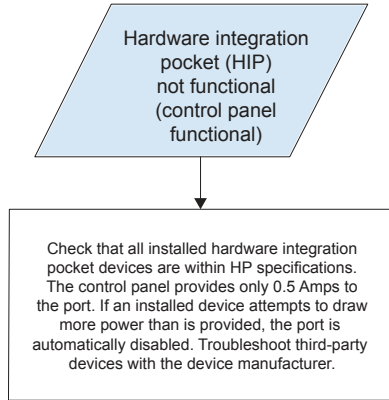 Hardware integration
pocket (HIP)
not functional
(control panel
functional)
Check that all installed hardware integration
pocket devices are within HP specifications.
The control panel provides only 0.5 Amps to
the port. If an installed device attempts to draw
more power than is provided, the port is
automatically disabled. Troubleshoot third-party
devices with the device manufacturer.